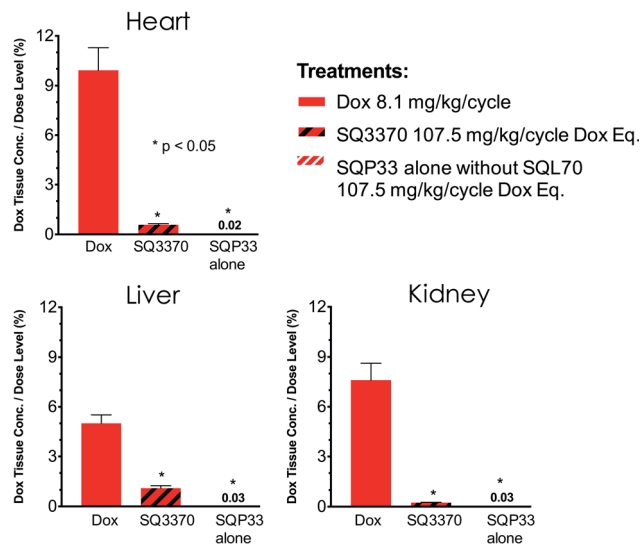 Heart
Dox Tissue Conc. / Dose Level (%)
12
9
6
3
0
* p < 0.05
*
*
0.02
Dox
SQ3370
SQP33
alone
Treatments:
Dox 8.1 mg/kg/cycle
SQ3370 107.5 mg/kg/cycle Dox Eq.
SQP33 alone without SQL70
107.5 mg/kg/cycle Dox Eq.
Liver
Dox Tissue Conc. / Dose Level (%)
12
9
6
3
0
*
*
0.03
Dox
SQ3370
SQP33
alone
Kidney
Dox Tissue Conc. / Dose Level (%)
12
9
6
3
0
*
*
0.03
Dox
SQ3370
SQP33
alone